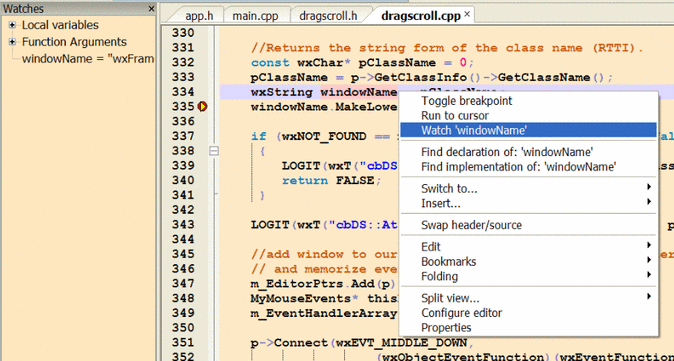 Watches
Local variables
Function Arguments
windowName = "wxFram
app.h
main.cpp
dragscroll.h
dragscroll.cpp
330
331 //Returns the string form of the class name (RTTI).
332 const wxChar* pClassName = 0;
333 pClassName = p->GetClassInfo()->GetClassName();
334 wxString windowName
335 windowName.MakeLowe
336
337 if (wxNOT_FOUND ==
338 {
339 LOGIT(wxT("cbDS
340 return FALSE;
341 }
342
343 LOGIT(wxT("cbDS::At
344
345 //add window to our
346 // and memorize eve
347 m_EditorPtrs.Add(p)
348 MyMouseEvents* this
349 m_EventHandlerArray
350
351 p->Connect(wxEVT_MIDDLE_DOWN,
352 (wxObjectEventFunction)(wxEventFunction)
Toggle breakpoint
Run to cursor
Watch 'windowName'
Find declaration of: 'windowName'
Find implementation of: 'windowName'
Switch to...
Insert...
Swap header/source
Edit
Bookmarks
Folding
Split view...
Configure editor
Properties